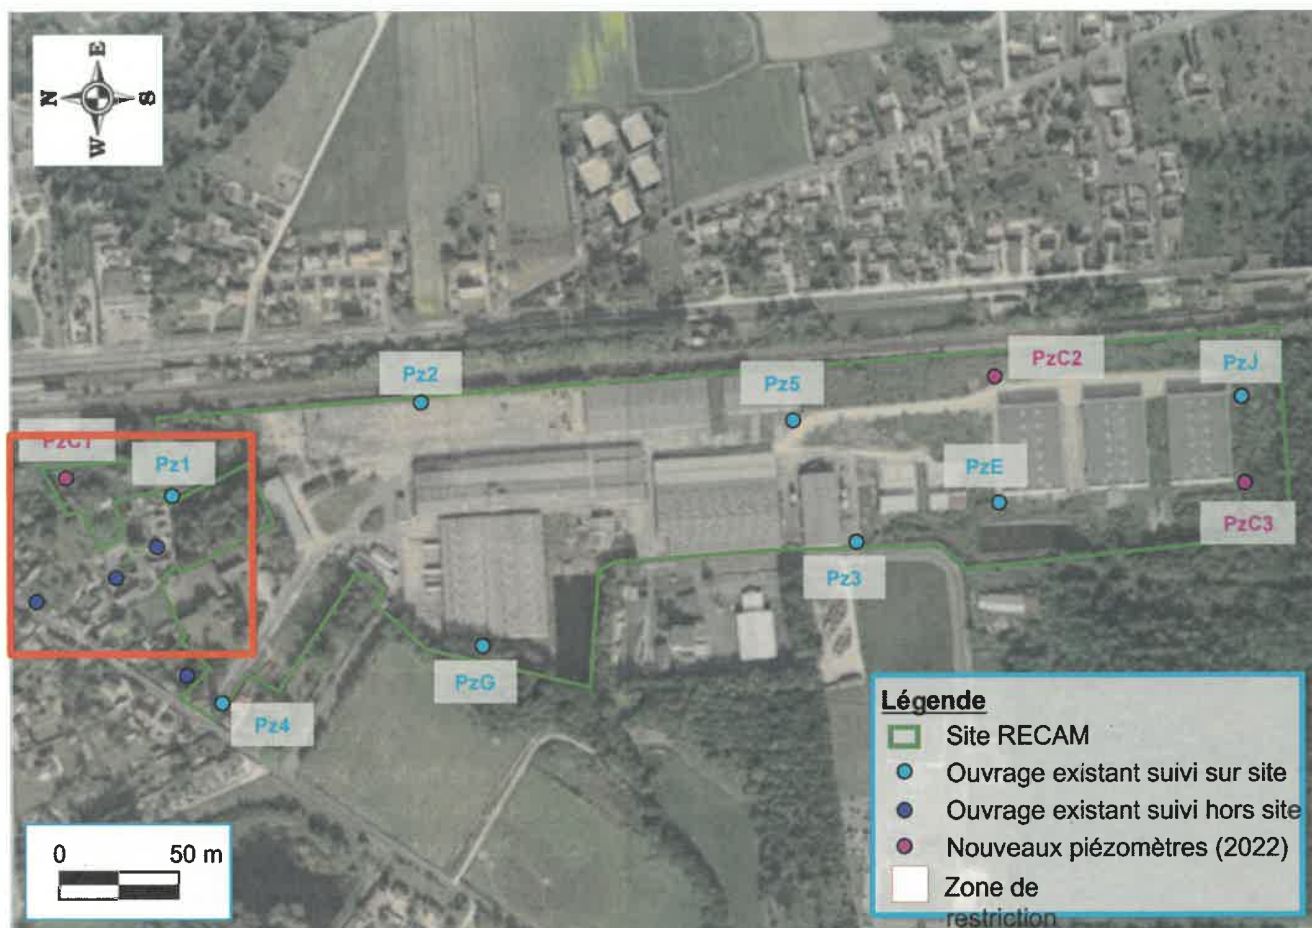 E
N
S
W
PzC2
Pz2
PzJ
Pz5
PzC1
Pz1
PzE
PzC3
Pz3
PzG
Pz4
Légende
Site RECAM
Ouvrage existant suivi sur site
Ouvrage existant suivi hors site
Nouveaux piézomètres (2022)
Zone de
restriction
0 50 m